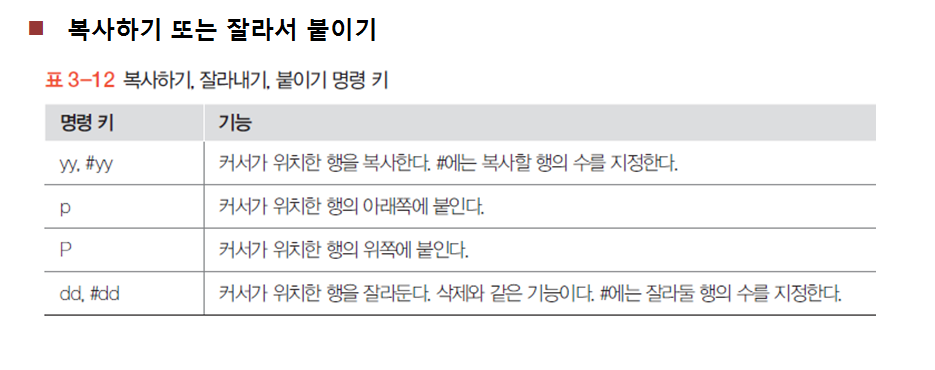 복사하기 또는 잘라서 붙이기
표 3-12 복사하기, 잘라내기, 붙이기 명령 키
명령 키 기능
yy, #yy 커서가 위치한 행을 복사한다. #에는 복사할 행의 수를 지정한다.
p 커서가 위치한 행의 아래쪽에 붙인다.
P 커서가 위치한 행의 위쪽에 붙인다.
dd, #dd 커서가 위치한 행을 잘라둔다. 삭제와 같은 기능이다. #에는 잘라둘 행의 수를 지정한다.